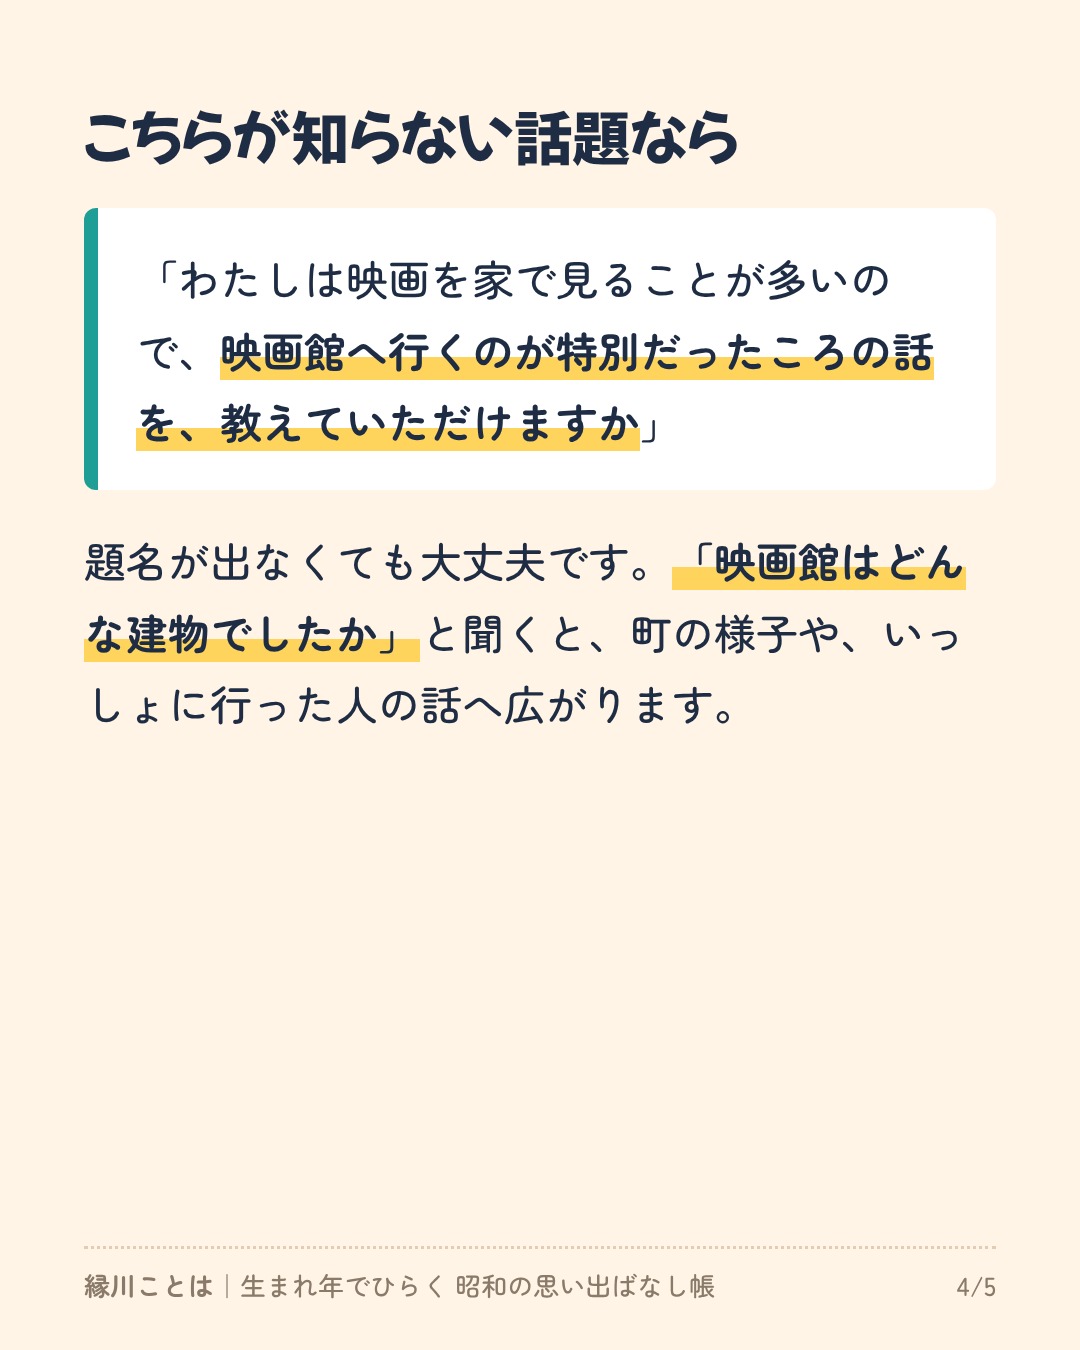 こちらが知らない話題なら
「わたしは映画を家で見ることが多いの
で、映画館へ行くのが特別だったころの話
を、教えていただけますか」
題名が出なくても大丈夫です。「映画館はどん
な建物でしたか」と聞くと、町の様子や、いっ
しょに行った人の話へ広がります。
縁川ことは｜生まれ年でひらく 昭和の思い出ばなし帳
4/5